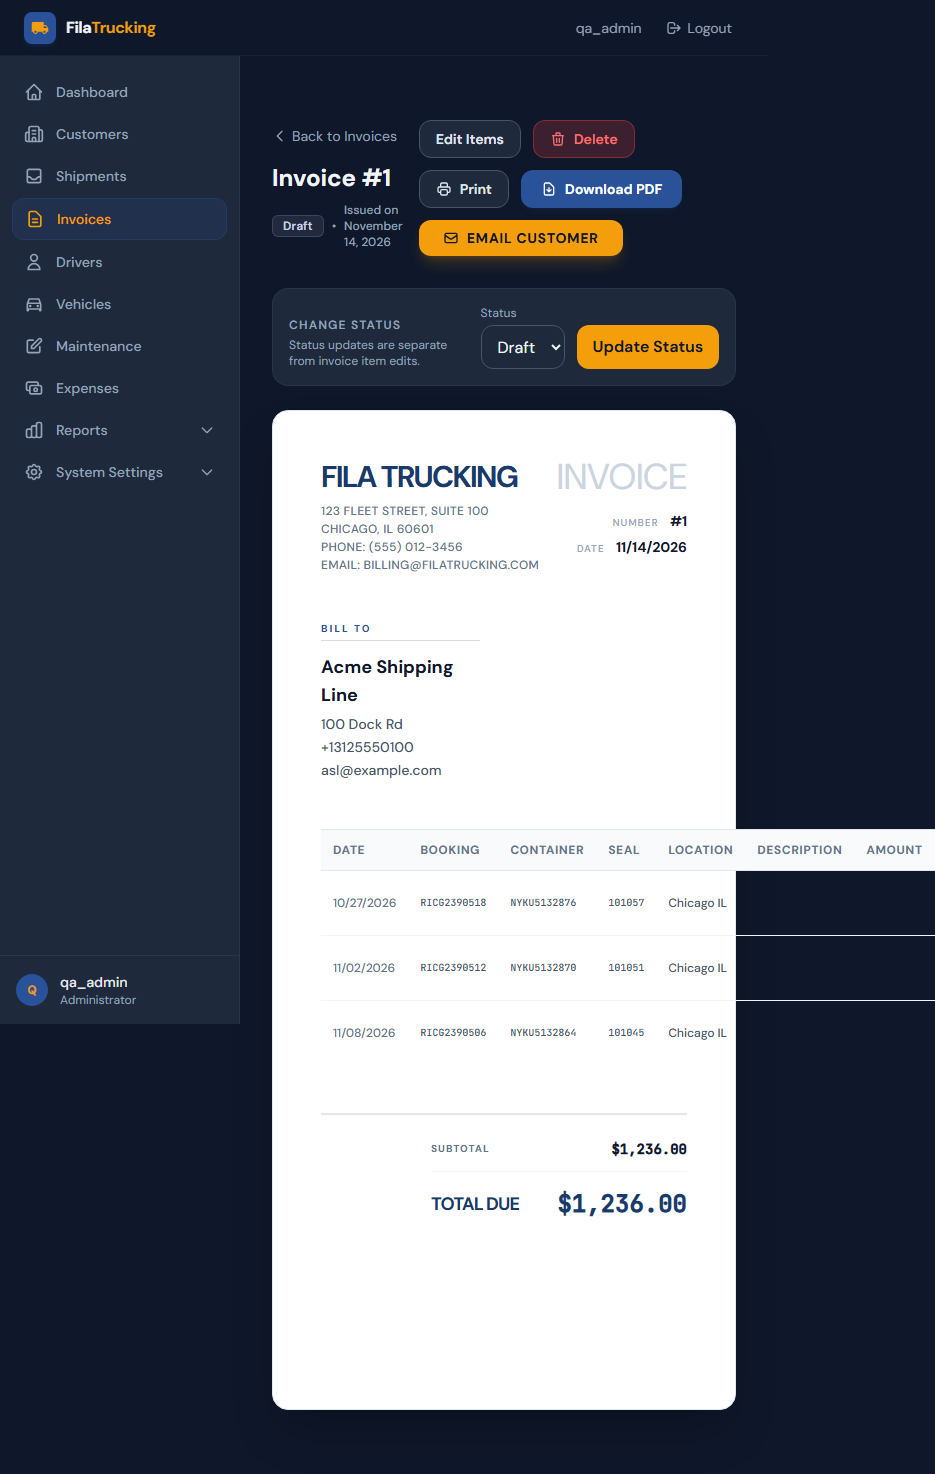 FilaTrucking
qa_admin
Logout
Dashboard
Customers
Shipments
Invoices
Drivers
Vehicles
Maintenance
Expenses
Reports
System Settings
qa_admin
Q
Administrator
Back to Invoices
Invoice #1
Draft • Issued on
November
14, 2026
Edit Items
Delete
Print
Download PDF
EMAIL CUSTOMER
CHANGE STATUS
Status updates are separate
from invoice item edits.
Status
Draft
Update Status
FILA TRUCKING
123 FLEET STREET, SUITE 100
CHICAGO, IL 60601
PHONE: (555) 012-3456
EMAIL: BILLING@FILATRUCKING.COM
INVOICE
NUMBER #1
DATE 11/14/2026
BILL TO
Acme Shipping
Line
100 Dock Rd
+13125550100
asl@example.com
DATE BOOKING CONTAINER SEAL LOCATION DESCRIPTION AMOUNT
10/27/2026 RICG2390518 NYKU5132876 101057 Chicago IL
11/02/2026 RICG2390512 NYKU5132870 101051 Chicago IL
11/08/2026 RICG2390506 NYKU5132864 101045 Chicago IL
SUBTOTAL $1,236.00
TOTAL DUE $1,236.00